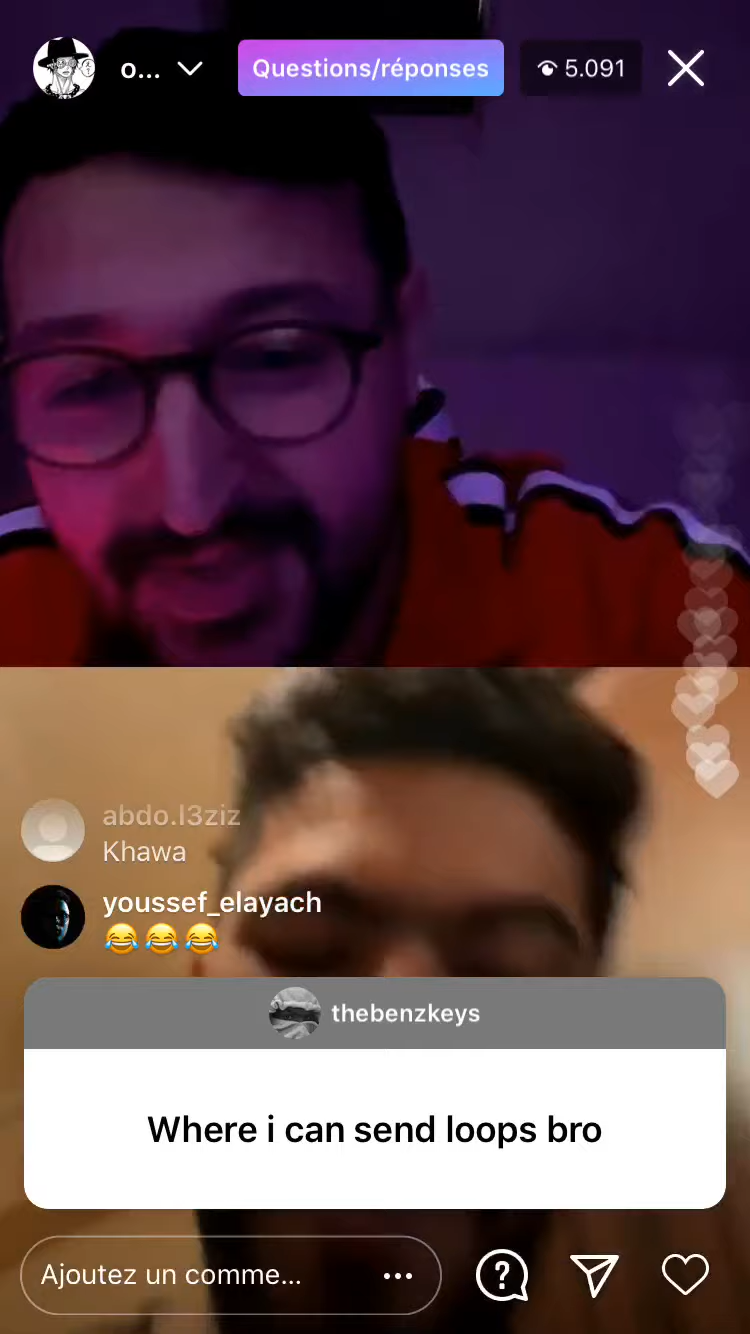 o...
Questions/réponses
5.091
abdo.l3ziz
Khawa
youssef_elayach
😂😂😂
thebenzkeys
Where i can send loops bro
Ajoutez un comme...